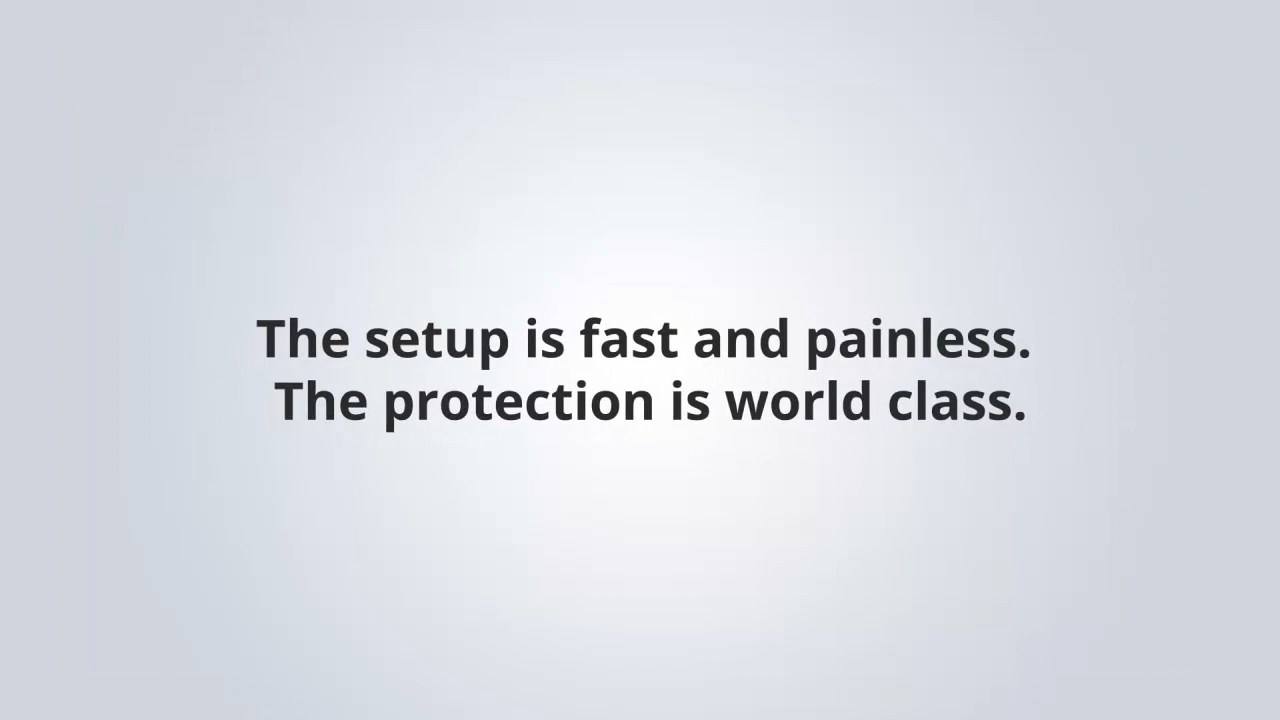 The setup is fast and painless.
The protection is world class.